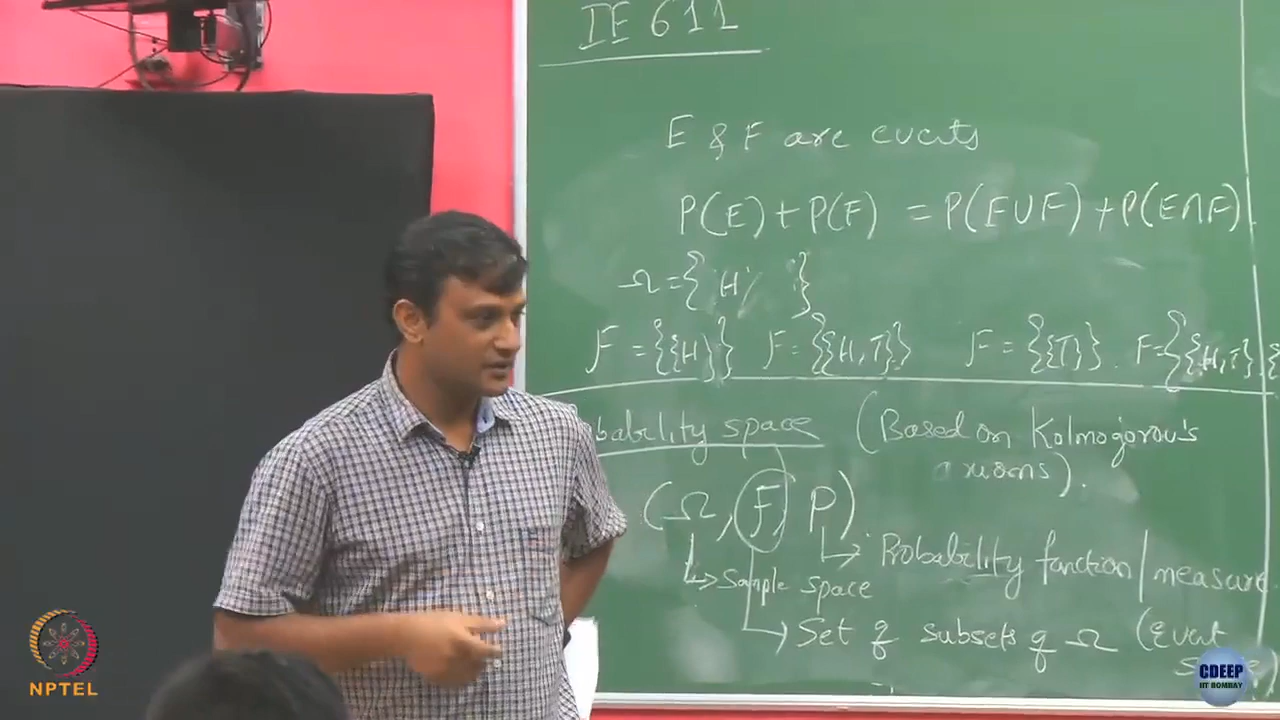 IE 611
E & F are events
P(E) + P(F) = P(E∪F) + P(E∩F)
Ω = { H, }
F = {{H}} F = {{H, T}} F = {{T}}. F = {{H, T}, {
bability space (Based on Kolmogorov's
axioms).
(Ω, F, P)
Probability function/measure
Sample space
Set of subsets of Ω (Event
NPTEL
CDEEP
IIT BOMBAY